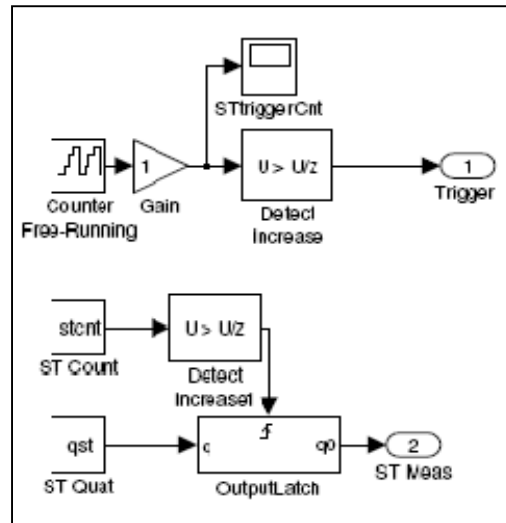 STtriggerCnt
1
U > U/z
1
Counter
Free-Running
Gain
Detect
Increase
Trigger
stcnt
U > U/z
ST Count
Detect
Increase1
qst
q
q0
2
ST Quat
OutputLatch
ST Meas